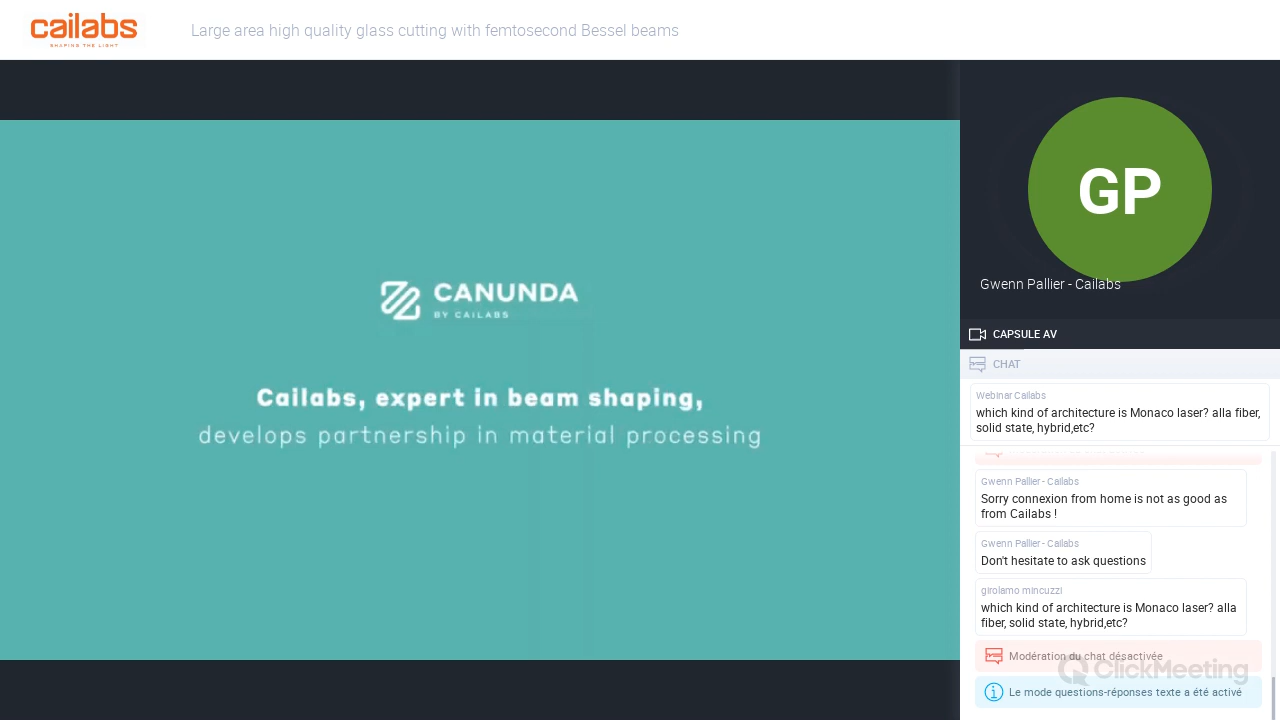 cailabs
SHAPING THE LIGHT
Large area high quality glass cutting with femtosecond Bessel beams
CANUNDA
BY CAILABS
Cailabs, expert in beam shaping,
develops partnership in material processing
GP
Gwenn Pallier - Cailabs
CAPSULE AV
CHAT
Webinar Cailabs
which kind of architecture is Monaco laser? alla fiber,
solid state, hybrid,etc?
Gwenn Pallier - Cailabs
Sorry connexion from home is not as good as
from Cailabs !
Gwenn Pallier - Cailabs
Don't hesitate to ask questions
girolamo mincuzzi
which kind of architecture is Monaco laser? alla
fiber, solid state, hybrid,etc?
Modération du chat désactivée
ClickMeeting
Le mode questions-réponses texte a été activé